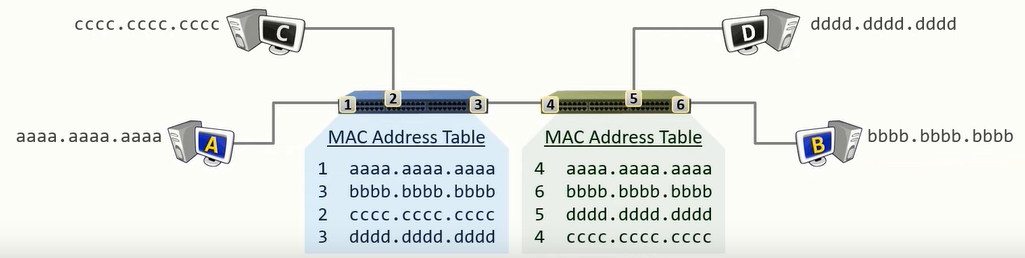 cccc.cccc.cccc
C
D
dddd.dddd.dddd
1 2 3
4 5 6
aaaa.aaaa.aaaa
A
B
bbbb.bbbb.bbbb
MAC Address Table
1 aaaa.aaaa.aaaa
3 bbbb.bbbb.bbbb
2 cccc.cccc.cccc
3 dddd.dddd.dddd
MAC Address Table
4 aaaa.aaaa.aaaa
6 bbbb.bbbb.bbbb
5 dddd.dddd.dddd
4 cccc.cccc.cccc